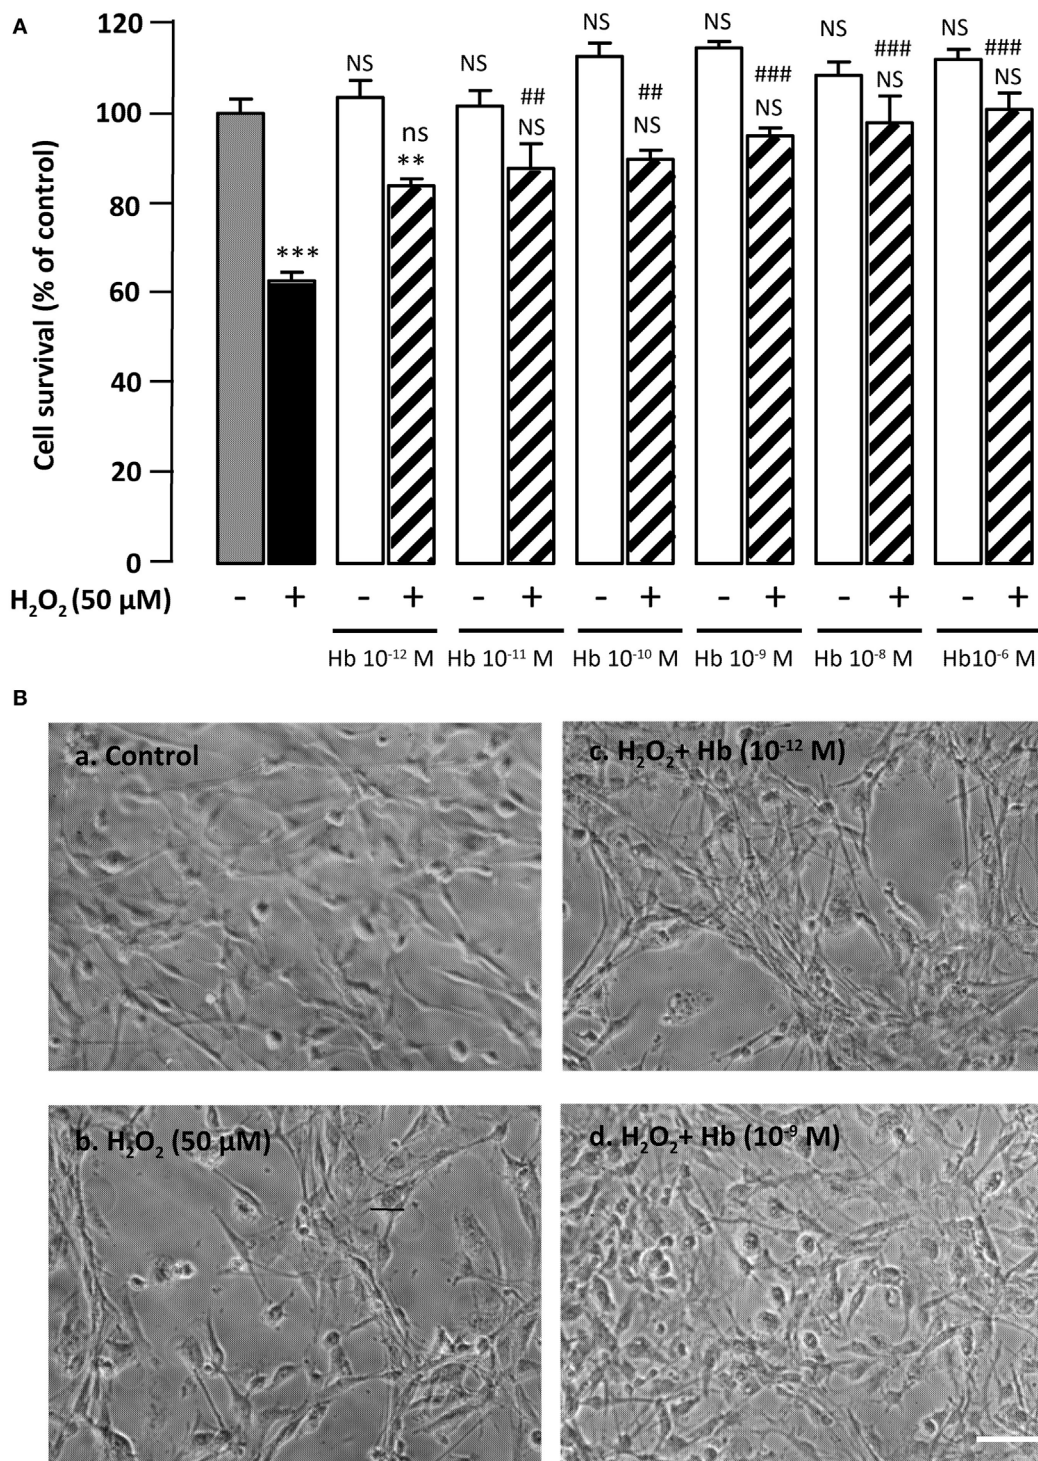 A
120
100
80
60
40
20
0
Cell survival (% of control)
***
NS
ns
**
NS
##
NS
NS
##
NS
NS
###
NS
NS
###
NS
NS
###
NS
H₂O₂ (50 µM) - + - + - + - + - + - + - +
Hb 10⁻¹² M Hb 10⁻¹¹ M Hb 10⁻¹⁰ M Hb 10⁻⁹ M Hb 10⁻⁸ M Hb10⁻⁶ M
B
a. Control
c. H₂O₂+ Hb (10⁻¹² M)
b. H₂O₂ (50 µM)
d. H₂O₂+ Hb (10⁻⁹ M)